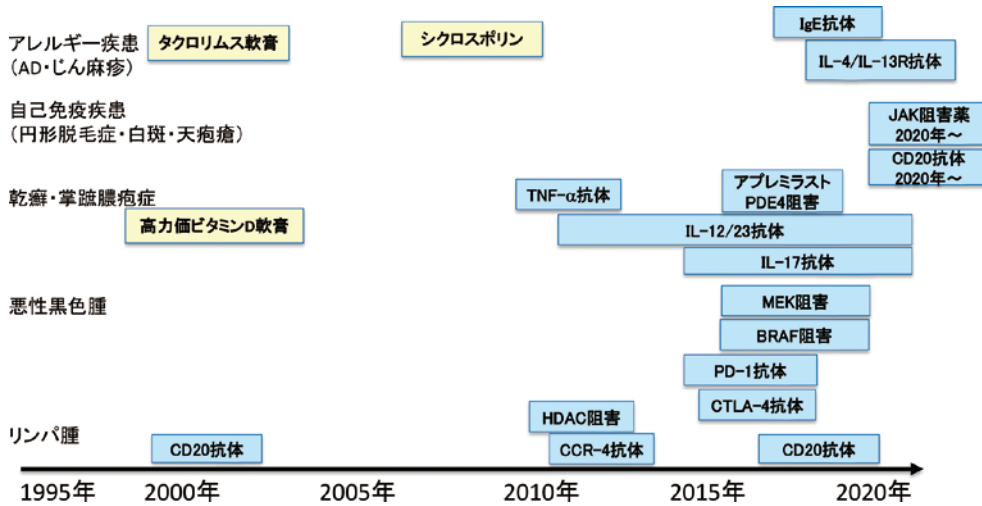 アレルギー疾患
(AD・じん麻疹)
タクロリムス軟膏
シクロスポリン
IgE抗体
IL-4/IL-13R抗体
自己免疫疾患
(円形脱毛症・白斑・天疱瘡)
JAK阻害薬
2020年~
CD20抗体
2020年~
乾癬・掌蹠膿疱症
高力価ビタミンD軟膏
TNF-α抗体
アプレミラスト
PDE4阻害
IL-12/23抗体
IL-17抗体
悪性黒色腫
MEK阻害
BRAF阻害
PD-1抗体
CTLA-4抗体
リンパ腫
CD20抗体
HDAC阻害
CCR-4抗体
CD20抗体
1995年 2000年 2005年 2010年 2015年 2020年